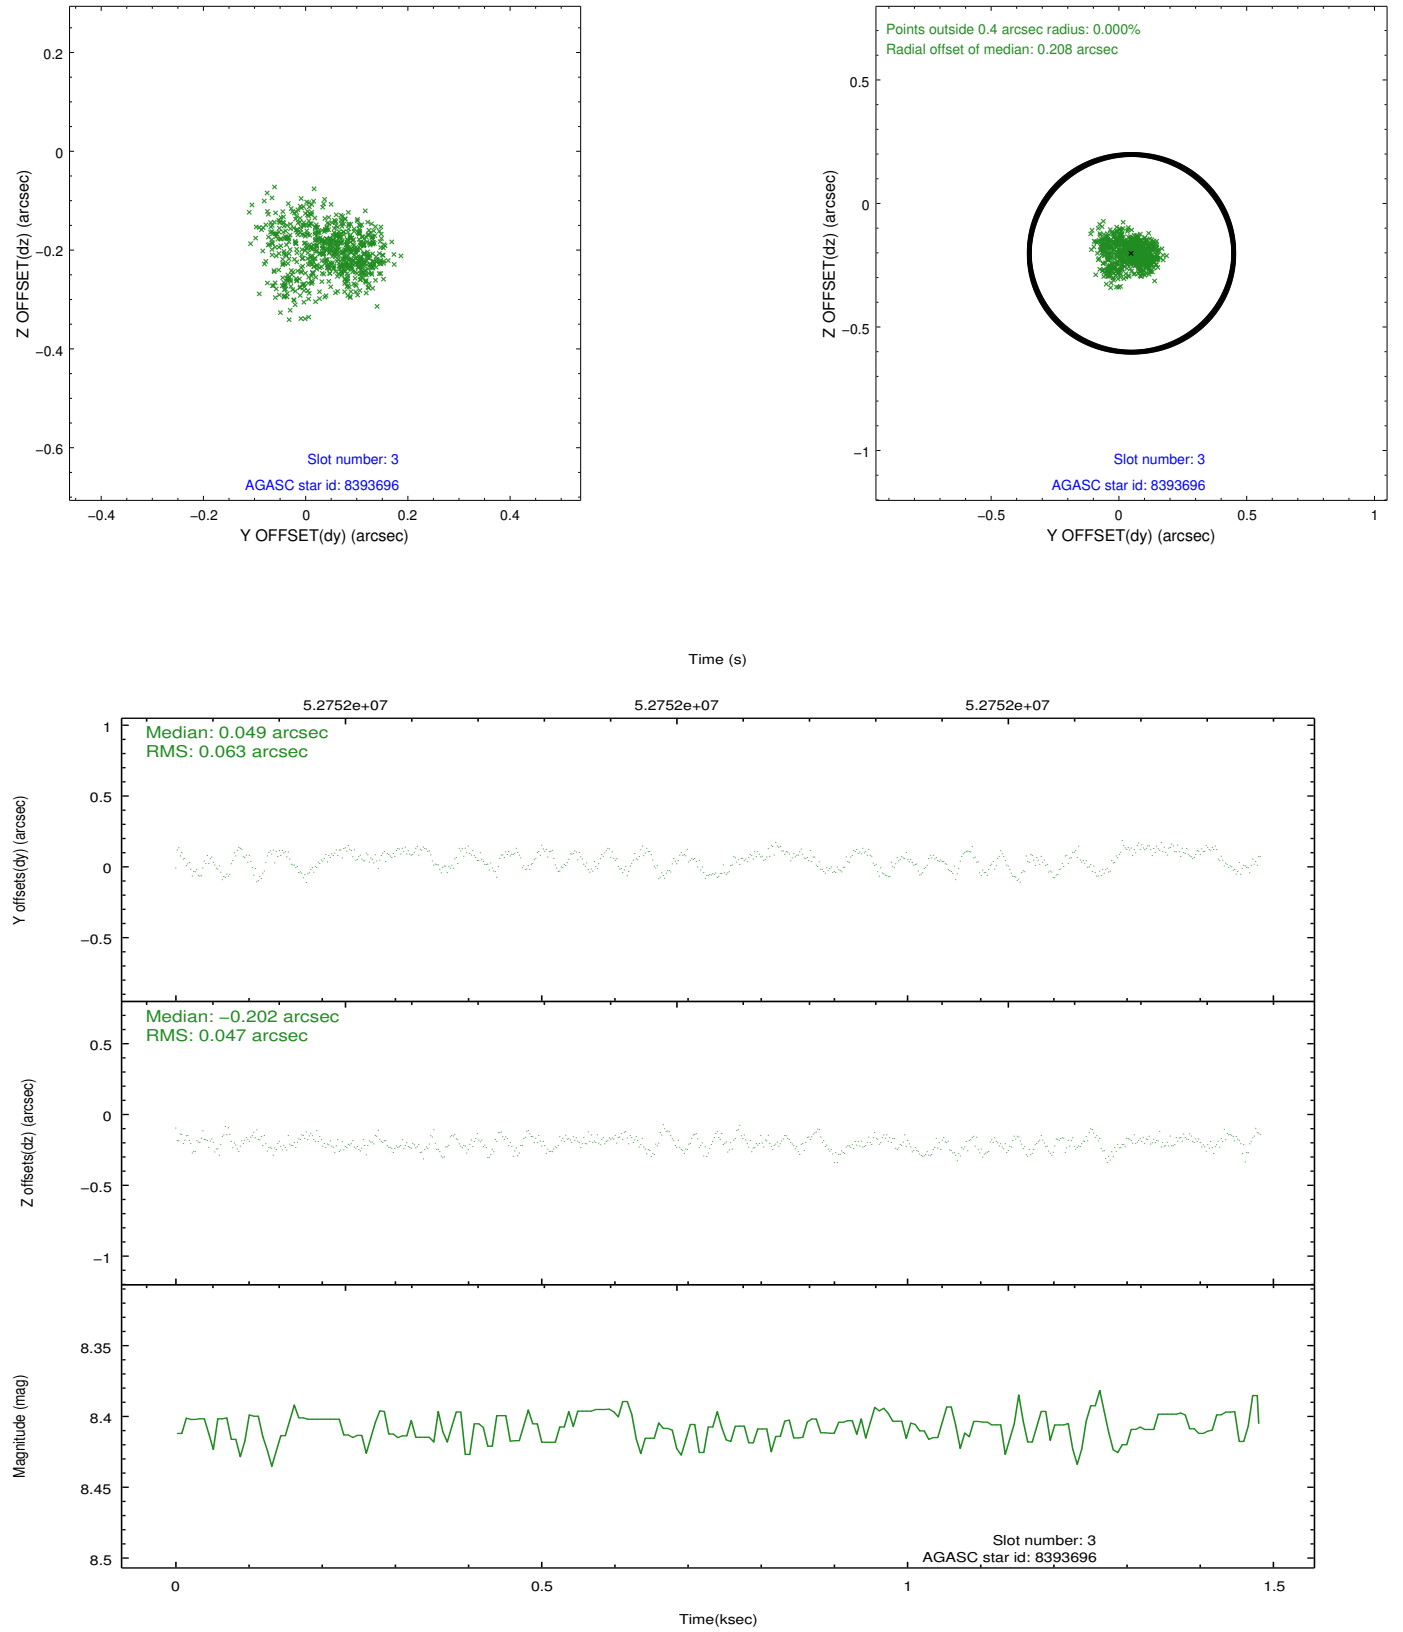 0.2
0
−0.2
−0.4
−0.6
Z OFFSET(dz) (arcsec)
Slot number: 3
AGASC star id: 8393696
−0.4
−0.2
0
0.2
0.4
Y OFFSET(dy) (arcsec)
Points outside 0.4 arcsec radius: 0.000%
Radial offset of median: 0.208 arcsec
0.5
0
−0.5
−1
Z OFFSET(dz) (arcsec)
Slot number: 3
AGASC star id: 8393696
−0.5
0
0.5
1
Y OFFSET(dy) (arcsec)
Time (s)
5.2752e+07
5.2752e+07
5.2752e+07
Median: 0.049 arcsec
RMS: 0.063 arcsec
1
0.5
0
−0.5
Y offsets(dy) (arcsec)
Median: −0.202 arcsec
RMS: 0.047 arcsec
0.5
0
−0.5
−1
Z offsets(dz) (arcsec)
8.35
8.4
8.45
8.5
Magnitude (mag)
Slot number: 3
AGASC star id: 8393696
0
0.5
1
1.5
Time(ksec)